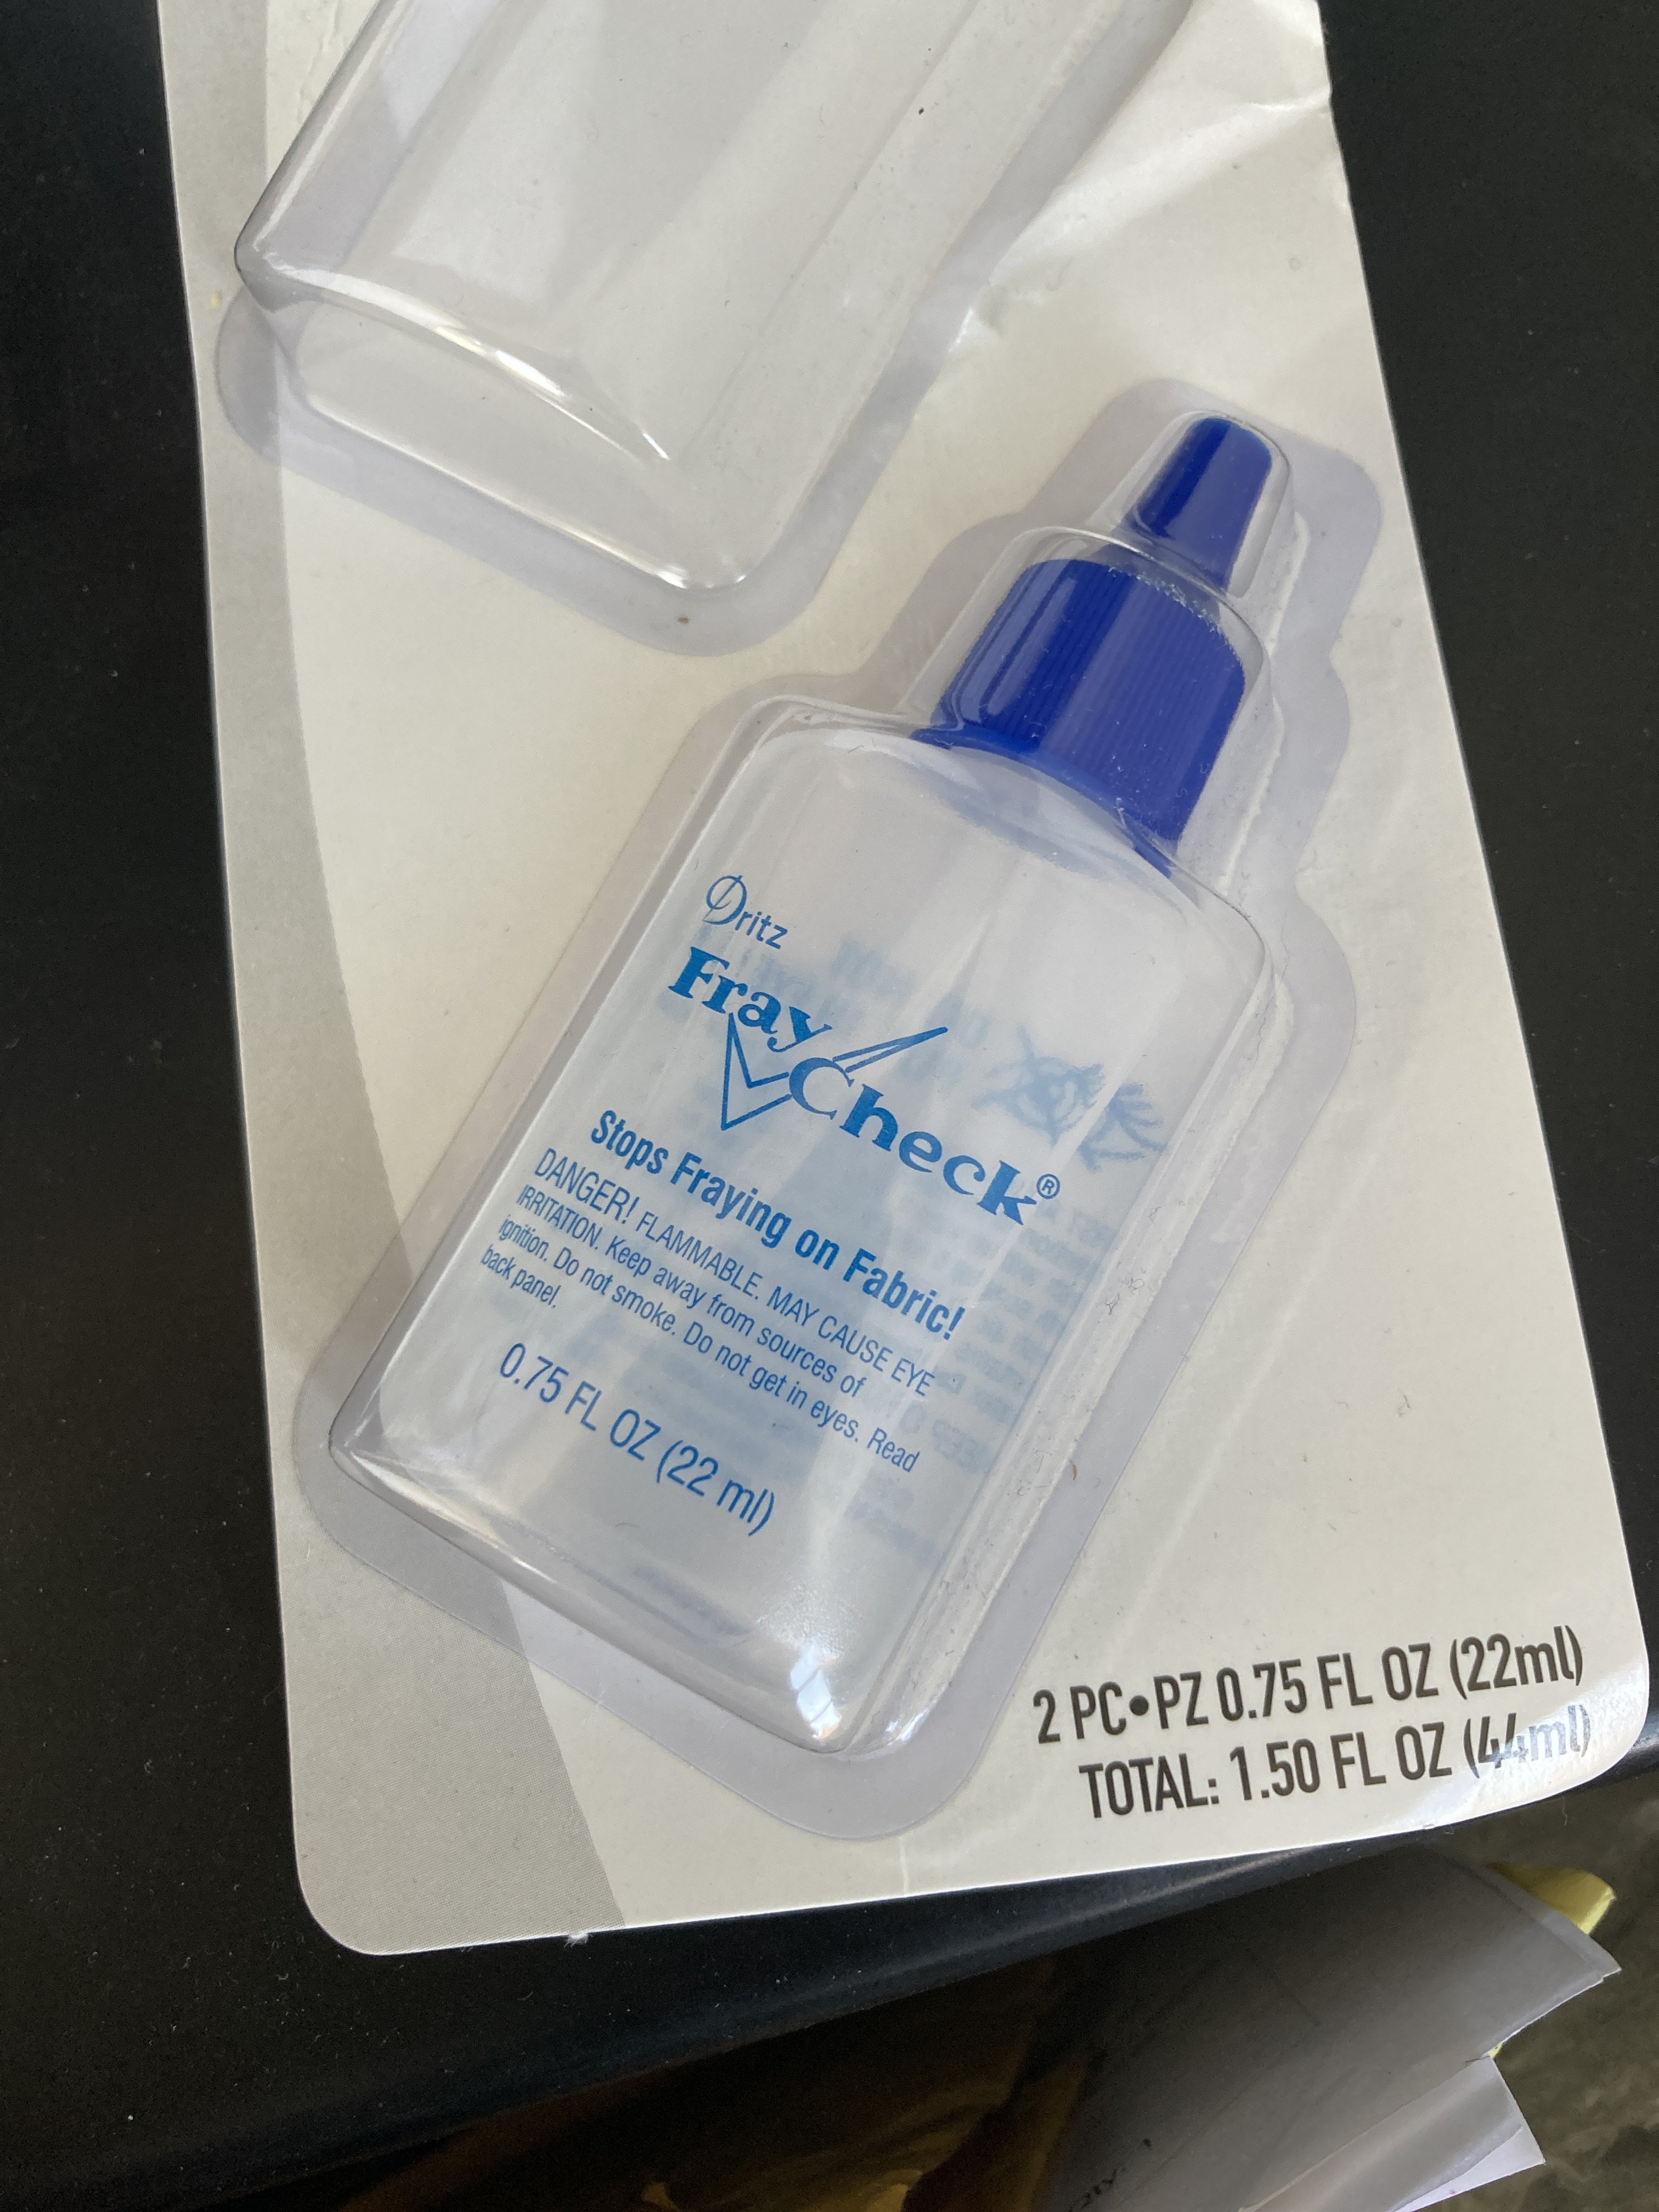 Dritz
Fray
Check®
Stops Fraying on Fabric!
DANGER! FLAMMABLE. MAY CAUSE EYE
IRRITATION. Keep away from sources of
ignition. Do not smoke. Do not get in eyes. Read
back panel.
0.75 FL OZ (22 ml)
2 PC•PZ 0.75 FL OZ (22ml)
TOTAL: 1.50 FL OZ (44ml)